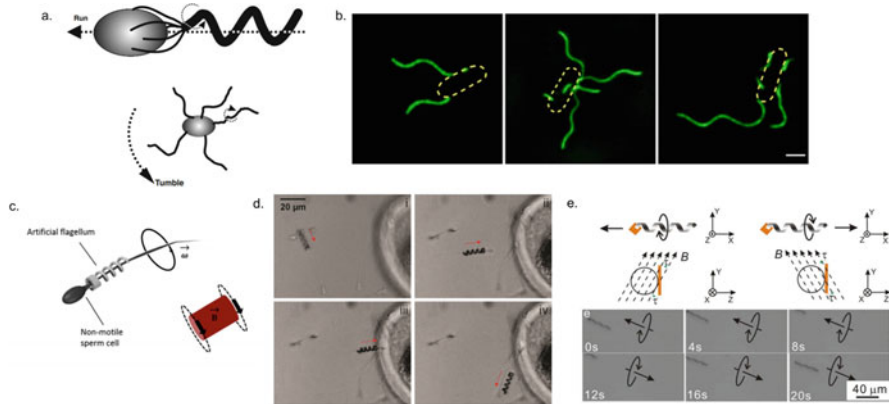 a.
Run
Tumble
b.
c.
Artificial flagellum
Non-motile
sperm cell
d.
20 μm
i
ii
iii
iv
e.
Y
Z
X
Y
Z
X
B
Y
X
Z
B
Y
X
Z
e
0s
4s
8s
12s
16s
20s
40 μm